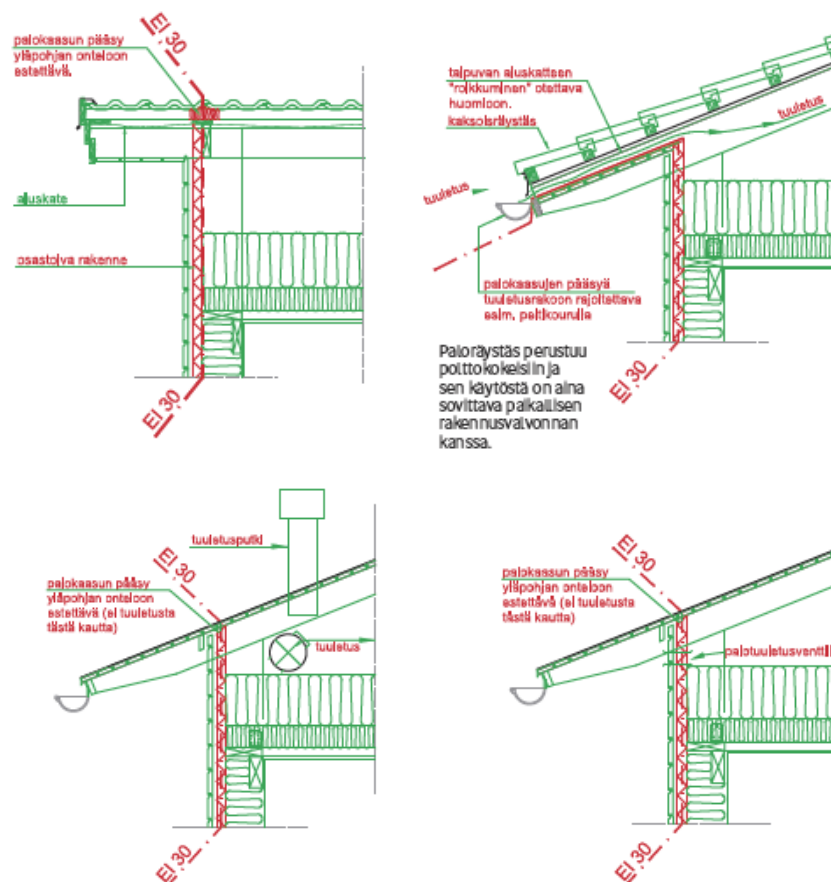 EI 30
palokaasun pääsy
yläpohjan onteloon
estettävä.
aluskate
osastoiva rakenne
EI 30
taipuvan aluskatteen
"roikkuminen" otettava
huomioon.
kaksoisräystäs
tuuletus
tuuletus
palokaasujen pääsyä
tuuletusrakoon rajoitettava
esim. peltikourulla
EI 30
Paloräystäs perustuu
polttokokeisiin ja
sen käytöstä on aina
sovittava paikallisen
rakennusvalvonnan
kanssa.
tuuletusputki
EI 30
palokaasun pääsy
yläpohjan onteloon
estettävä (ei tuuletusta
tästä kautta)
tuuletus
EI 30
EI 30
palokaasun pääsy
yläpohjan onteloon
estettävä (ei tuuletusta
tästä kautta)
palotuuletusventtiili
EI 30